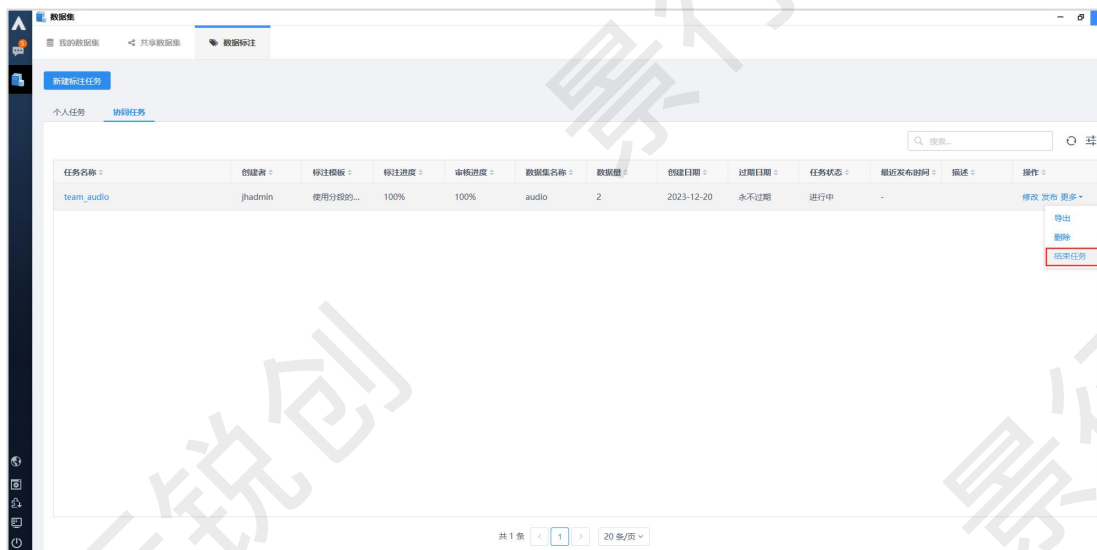 数据集
我的数据集 共享数据集 数据标注
新建标注任务
个人任务 协同任务
搜索...
任务名称 创建者 标注模板 标注进度 审核进度 数据集名称 数据量 创建日期 过期日期 任务状态 最近发布时间 描述 操作
team_audio jhadmin 使用分段的... 100% 100% audio 2 2023-12-20 永不过期 进行中 - 修改 发布 更多
导出
删除
结束任务
共 1 条 < 1 > 20 条/页
景行
锐创
景行